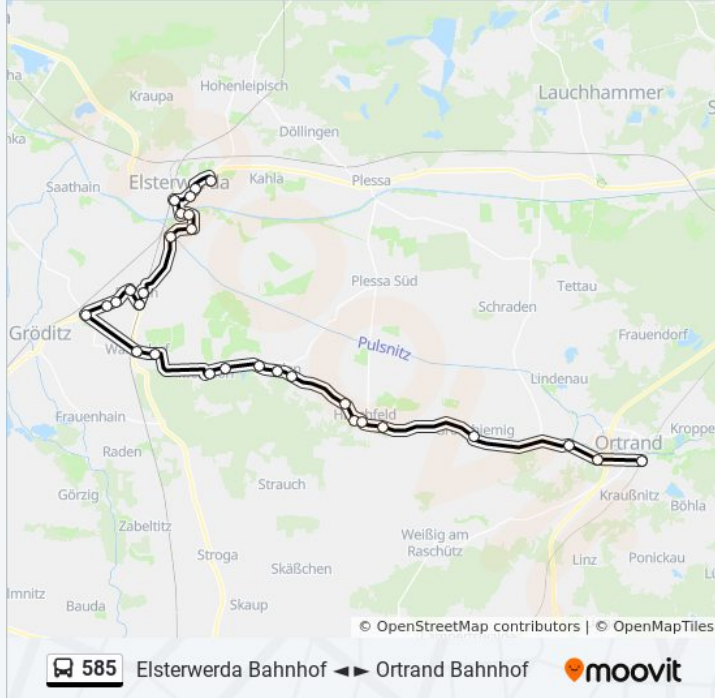 Hohenleipisch
Kraupa
Lauchhammer
Döllingen
Elsterwerda
Kahla
Plessa
Saathain
Plessa Süd
Tettau
Schraden
Gröditz
Frauendorf
Pulsnitz
Lindenau
Frauenhain
Ortrand
Kroppe
Raden
Strauch
Görzig
Kraußnitz
Böhla
Zabeltitz
Weißig am
Raschütz
Stroga
Linz
Ponickau
Skäßchen
Bauda
Skaup
© OpenStreetMap contributors | © OpenMapTiles
585 Elsterwerda Bahnhof ◄ ► Ortrand Bahnhof moovit